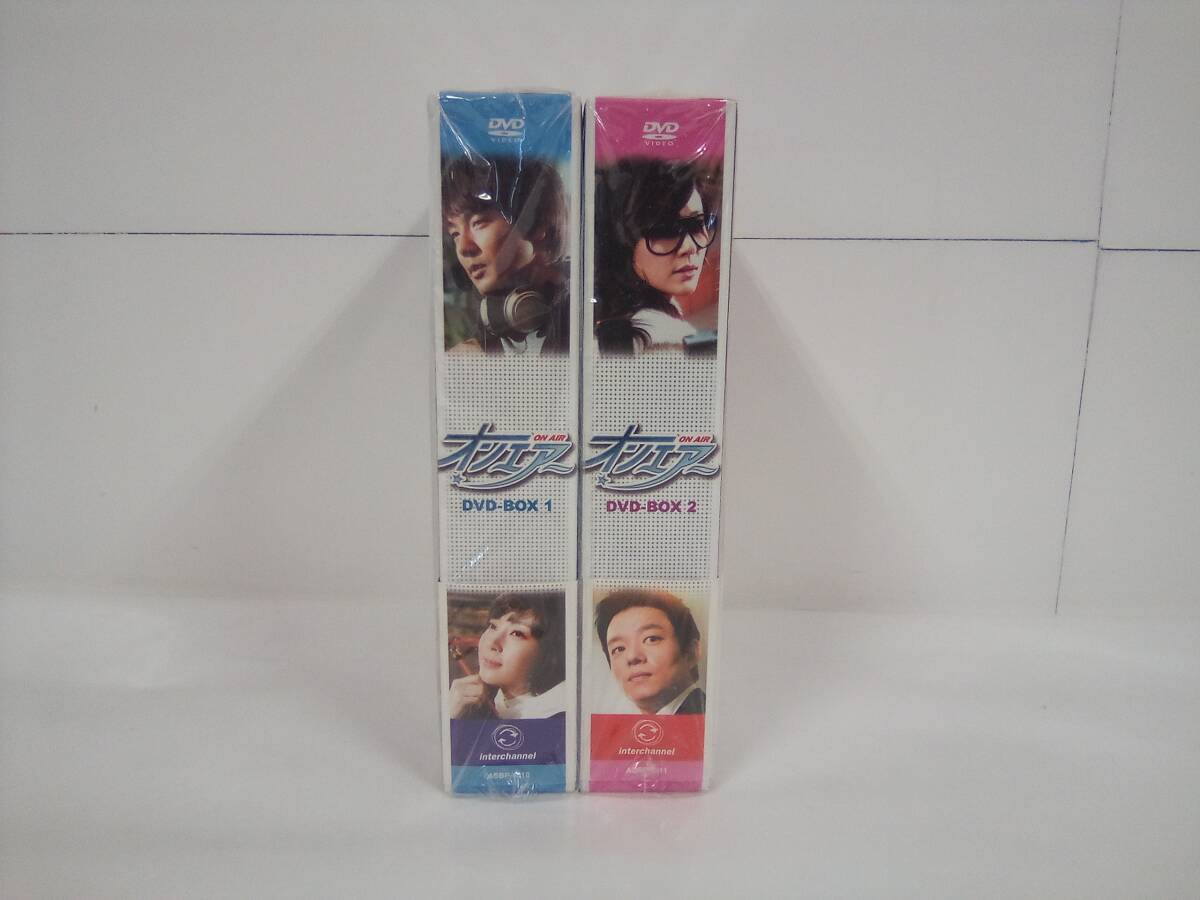 DVD
VIDEO
ON AIR
オンエアー
DVD-BOX 1
interchannel
DVD
VIDEO
ON AIR
オンエアー
DVD-BOX 2
interchannel